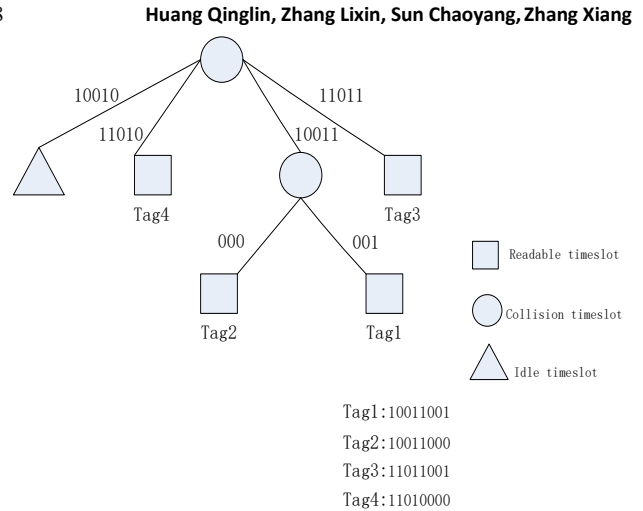 8 Huang Qinglin, Zhang Lixin, Sun Chaoyang, Zhang Xiang
10010
11011
11010
10011
Tag4
Tag3
000
001
Readable timeslot
Tag2
Tag1
Collision timeslot
Idle timeslot
Tag1:10011001
Tag2:10011000
Tag3:11011001
Tag4:11010000